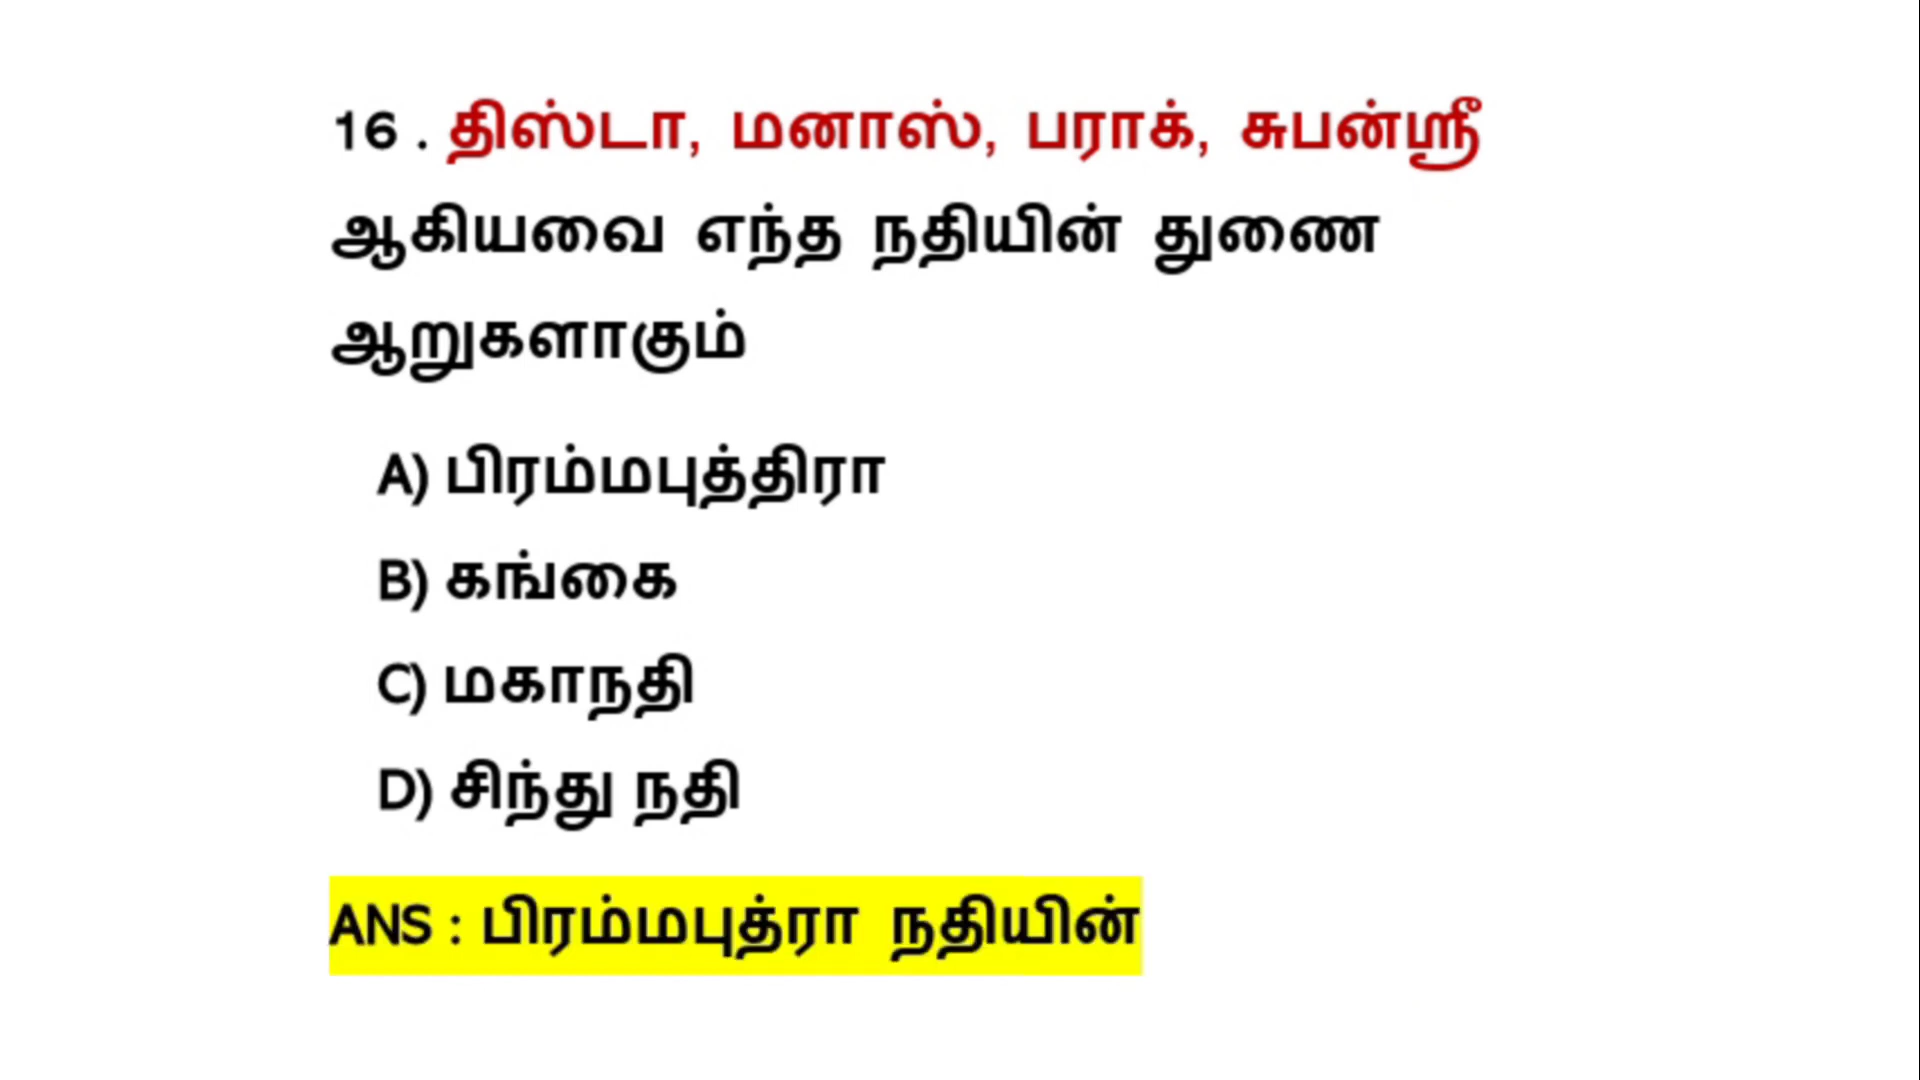 16 . திஸ்டா, மனாஸ், பராக், சுபன்ஸ்ரீ
ஆகியவை எந்த நதியின் துணை
ஆறுகளாகும்
A) பிரம்மபுத்திரா
B) கங்கை
C) மகாநதி
D) சிந்து நதி
ANS : பிரம்மபுத்ரா நதியின்